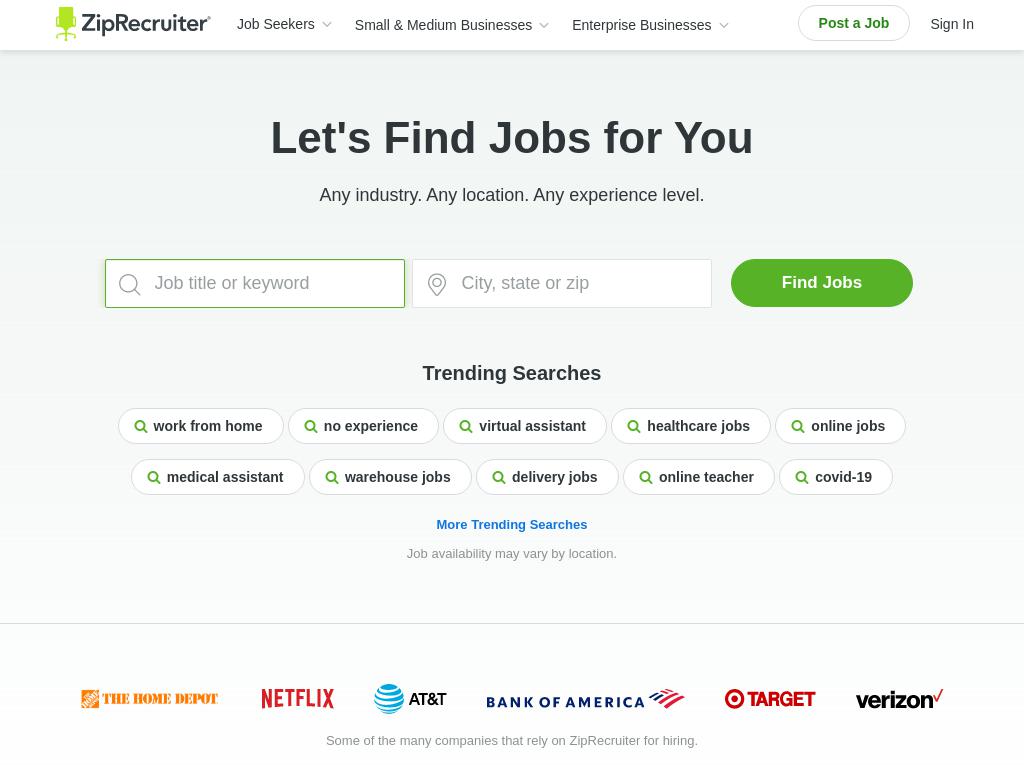 ZipRecruiter Job Seekers Small & Medium Businesses Enterprise Businesses Post a Job Sign In
Let's Find Jobs for You
Any industry. Any location. Any experience level.
Job title or keyword City, state or zip Find Jobs
Trending Searches
work from home no experience virtual assistant healthcare jobs online jobs
medical assistant warehouse jobs delivery jobs online teacher covid-19
More Trending Searches
Job availability may vary by location.
THE HOME DEPOT NETFLIX AT&T BANK OF AMERICA TARGET verizon
Some of the many companies that rely on ZipRecruiter for hiring.